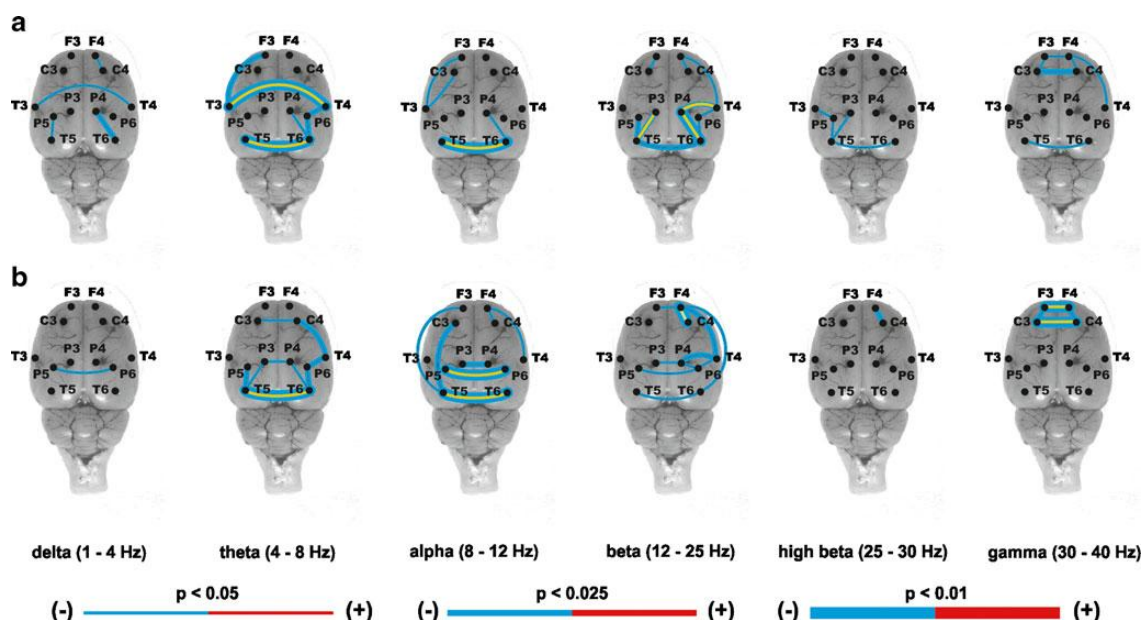 a
F3 F4 F3 F4 F3 F4 F3 F4 F3 F4 F3 F4
C3 C4 C3 C4 C3 C4 C3 C4 C3 C4 C3 C4
T3 P3 P4 T4 T3 P3 P4 T4 T3 P3 P4 T4 T3 P3 P4 T4 T3 P3 P4 T4 T3 P3 P4 T4
P5 P6 P5 P6 P5 P6 P5 P6 P5 P6 P5 P6
T5 T6 T5 T6 T5 T6 T5 T6 T5 T6 T5 T6
b
F3 F4 F3 F4 F3 F4 F3 F4 F3 F4 F3 F4
C3 C4 C3 C4 C3 C4 C3 C4 C3 C4 C3 C4
T3 P3 P4 T4 T3 P3 P4 T4 T3 P3 P4 T4 T3 P3 P4 T4 T3 P3 P4 T4 T3 P3 P4 T4
P5 P6 P5 P6 P5 P6 P5 P6 P5 P6 P5 P6
T5 T6 T5 T6 T5 T6 T5 T6 T5 T6 T5 T6
delta (1 - 4 Hz) theta (4 - 8 Hz) alpha (8 - 12 Hz) beta (12 - 25 Hz) high beta (25 - 30 Hz) gamma (30 - 40 Hz)
p < 0.05 p < 0.025 p < 0.01
(-) (+) (-) (+) (-) (+)